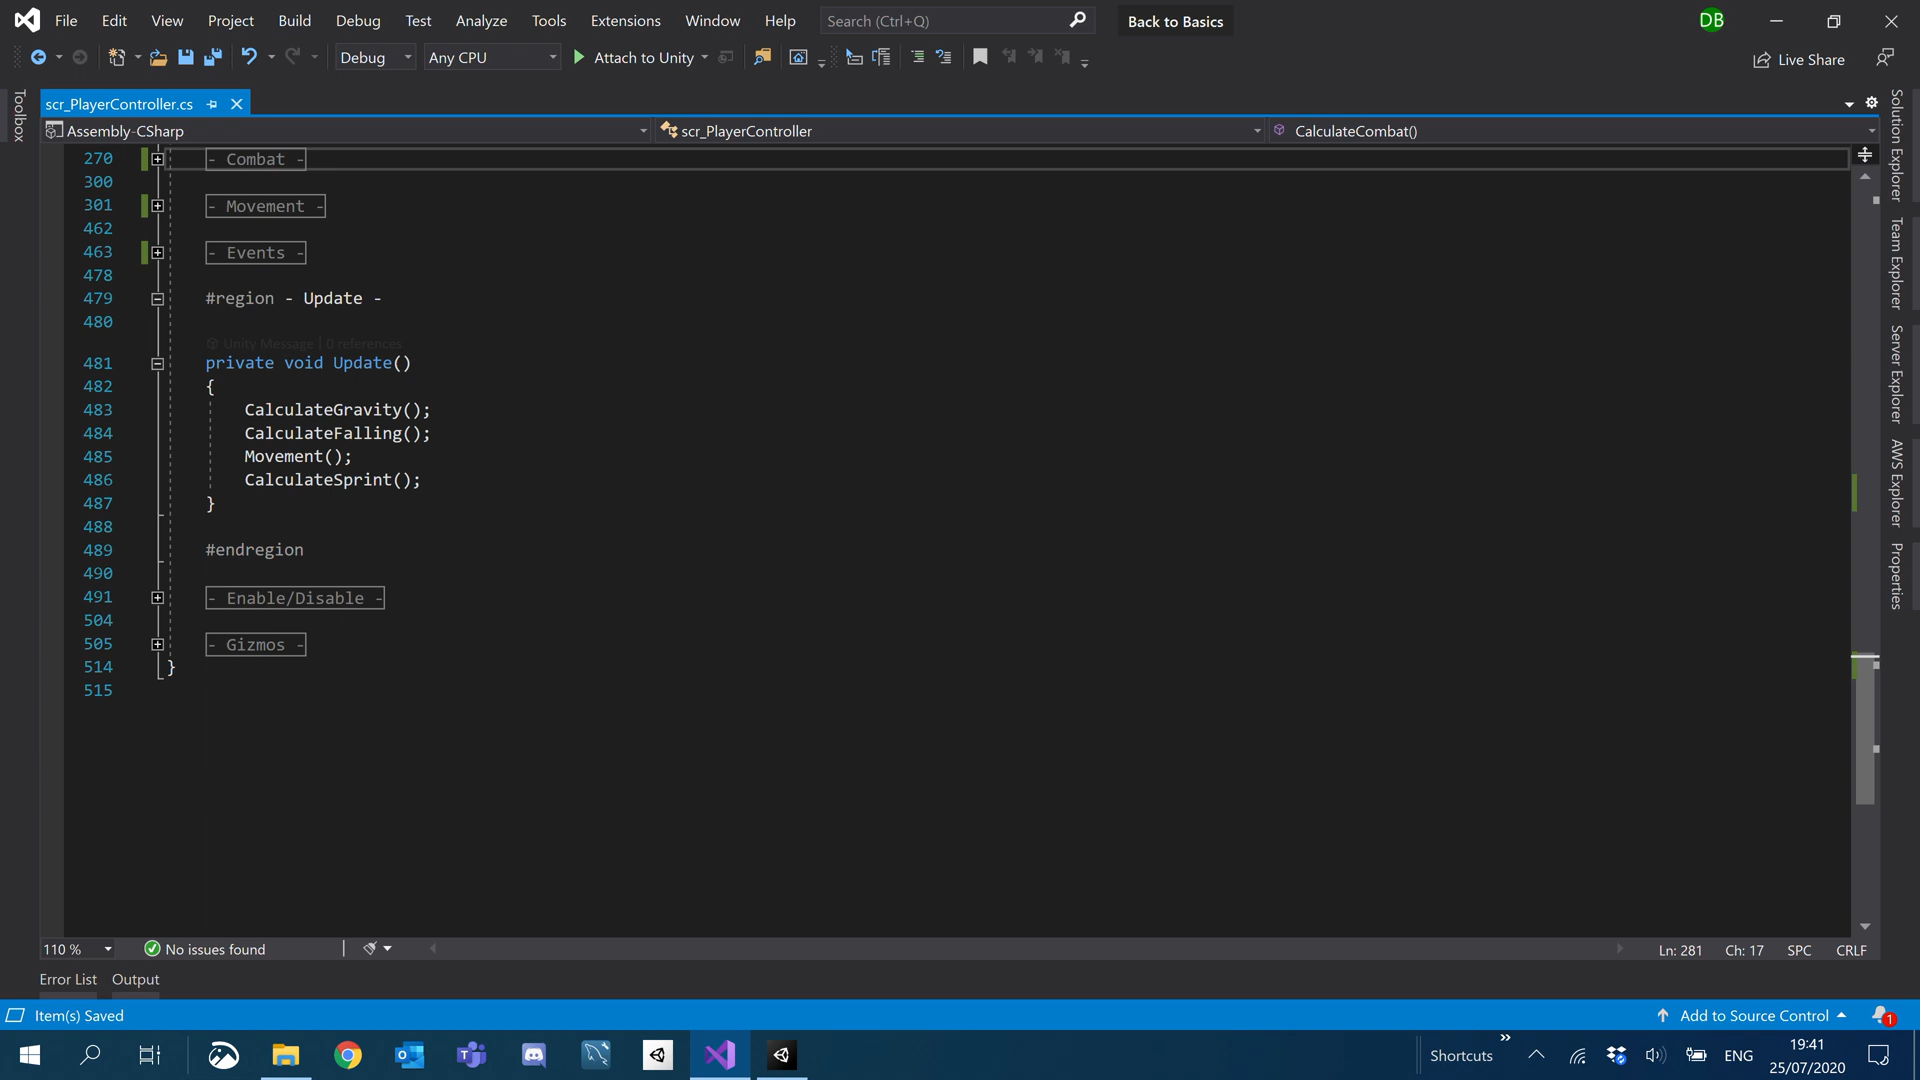 File Edit View Project Build Debug Test Analyze Tools Extensions Window Help Search (Ctrl+Q) Back to Basics DB
Debug Any CPU Attach to Unity Live Share
Toolbox
scr_PlayerController.cs
Assembly-CSharp scr_PlayerController CalculateCombat()
270 - Combat -
300
301 - Movement -
462
463 - Events -
478
479 #region - Update -
480
Unity Message | 0 references
481 private void Update()
482 {
483 CalculateGravity();
484 CalculateFalling();
485 Movement();
486 CalculateSprint();
487 }
488
489 #endregion
490
491 - Enable/Disable -
504
505 - Gizmos -
514 }
515
Solution Explorer
Team Explorer
Server Explorer
AWS Explorer
Properties
110 % No issues found Ln: 281 Ch: 17 SPC CRLF
Error List Output
Item(s) Saved Add to Source Control 1
Shortcuts ENG 19:41
25/07/2020